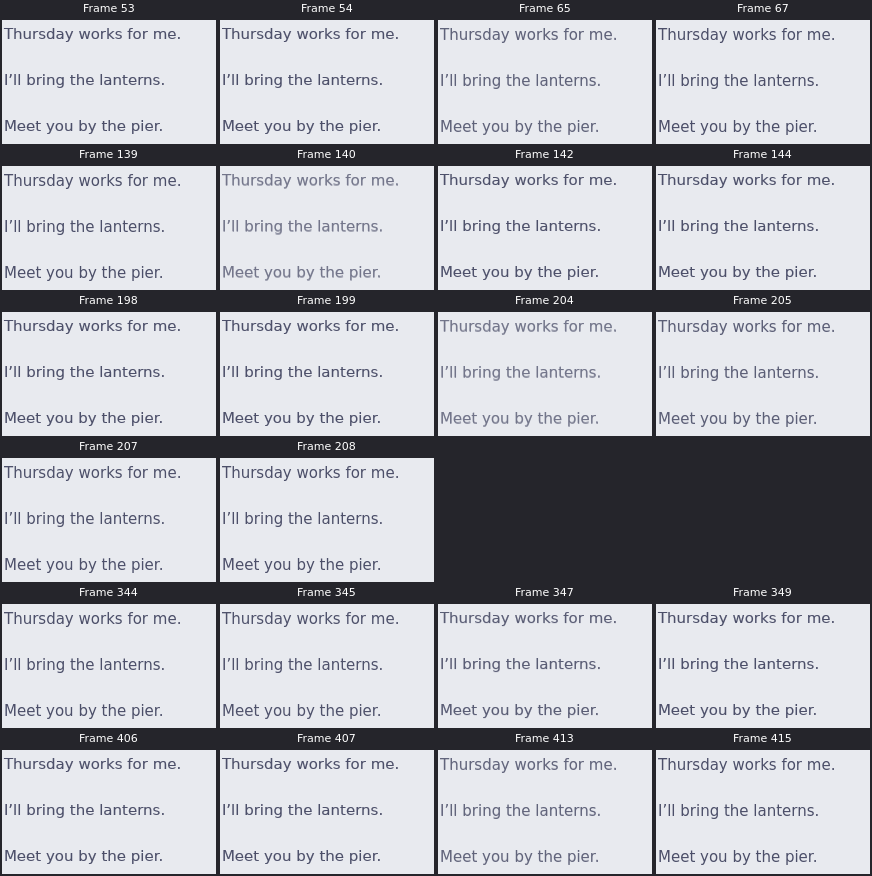 Frame 53 Frame 54 Frame 65 Frame 67
Thursday works for me. Thursday works for me. Thursday works for me. Thursday works for me.
I’ll bring the lanterns. I’ll bring the lanterns. I’ll bring the lanterns. I’ll bring the lanterns.
Meet you by the pier. Meet you by the pier. Meet you by the pier. Meet you by the pier.
Frame 139 Frame 140 Frame 142 Frame 144
Thursday works for me. Thursday works for me. Thursday works for me. Thursday works for me.
I’ll bring the lanterns. I’ll bring the lanterns. I’ll bring the lanterns. I’ll bring the lanterns.
Meet you by the pier. Meet you by the pier. Meet you by the pier. Meet you by the pier.
Frame 198 Frame 199 Frame 204 Frame 205
Thursday works for me. Thursday works for me. Thursday works for me. Thursday works for me.
I’ll bring the lanterns. I’ll bring the lanterns. I’ll bring the lanterns. I’ll bring the lanterns.
Meet you by the pier. Meet you by the pier. Meet you by the pier. Meet you by the pier.
Frame 207 Frame 208
Thursday works for me. Thursday works for me.
I’ll bring the lanterns. I’ll bring the lanterns.
Meet you by the pier. Meet you by the pier.
Frame 344 Frame 345 Frame 347 Frame 349
Thursday works for me. Thursday works for me. Thursday works for me. Thursday works for me.
I’ll bring the lanterns. I’ll bring the lanterns. I’ll bring the lanterns. I’ll bring the lanterns.
Meet you by the pier. Meet you by the pier. Meet you by the pier. Meet you by the pier.
Frame 406 Frame 407 Frame 413 Frame 415
Thursday works for me. Thursday works for me. Thursday works for me. Thursday works for me.
I’ll bring the lanterns. I’ll bring the lanterns. I’ll bring the lanterns. I’ll bring the lanterns.
Meet you by the pier. Meet you by the pier. Meet you by the pier. Meet you by the pier.